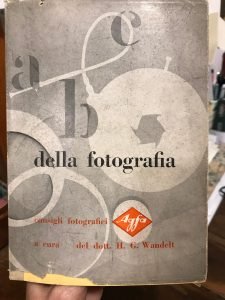 a b c
della fotografia
consigli fotografici Agfa
a cura del dott. H. G. Wandelt